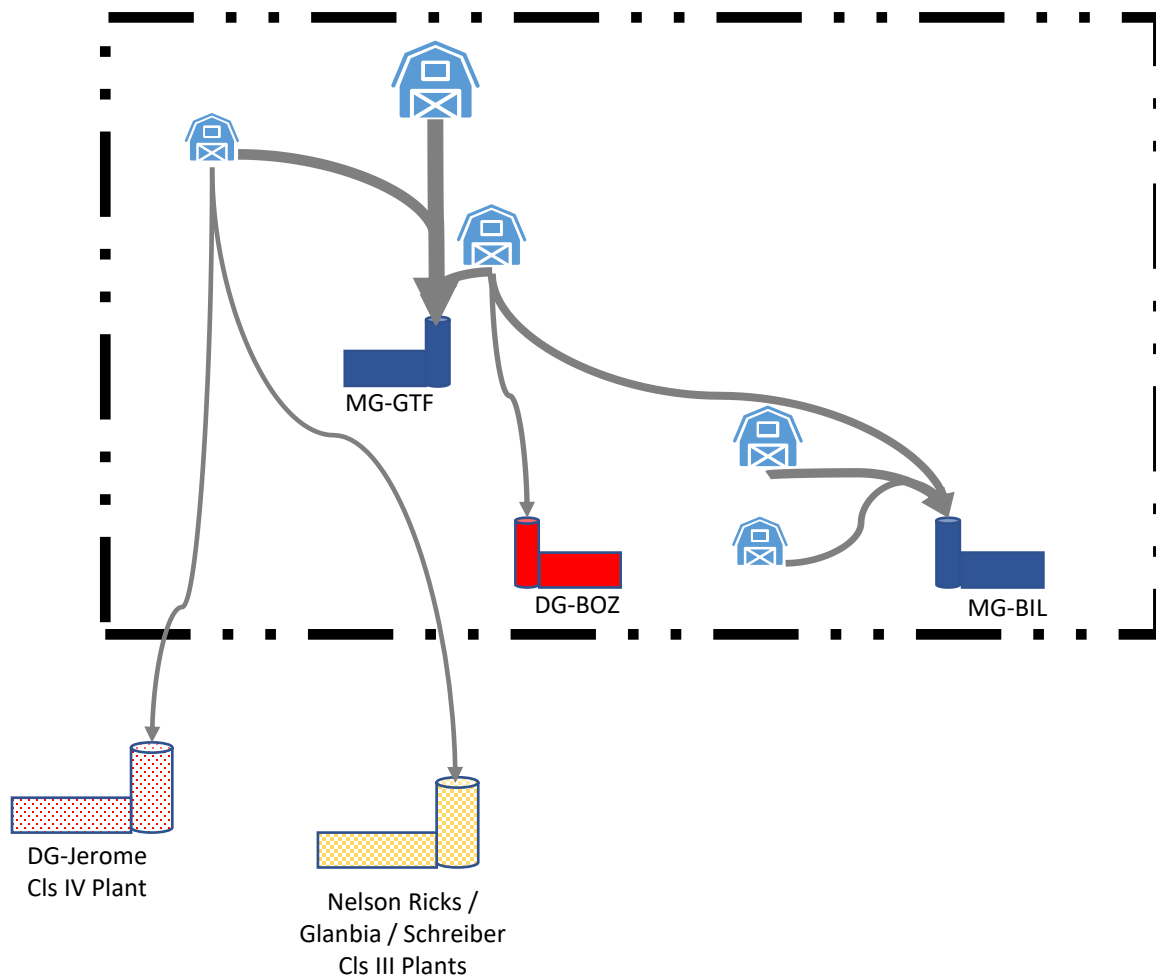 MG-GTF
DG-BOZ
MG-BIL
DG-Jerome
Cls IV Plant
Nelson Ricks /
Glanbia / Schreiber
Cls III Plants